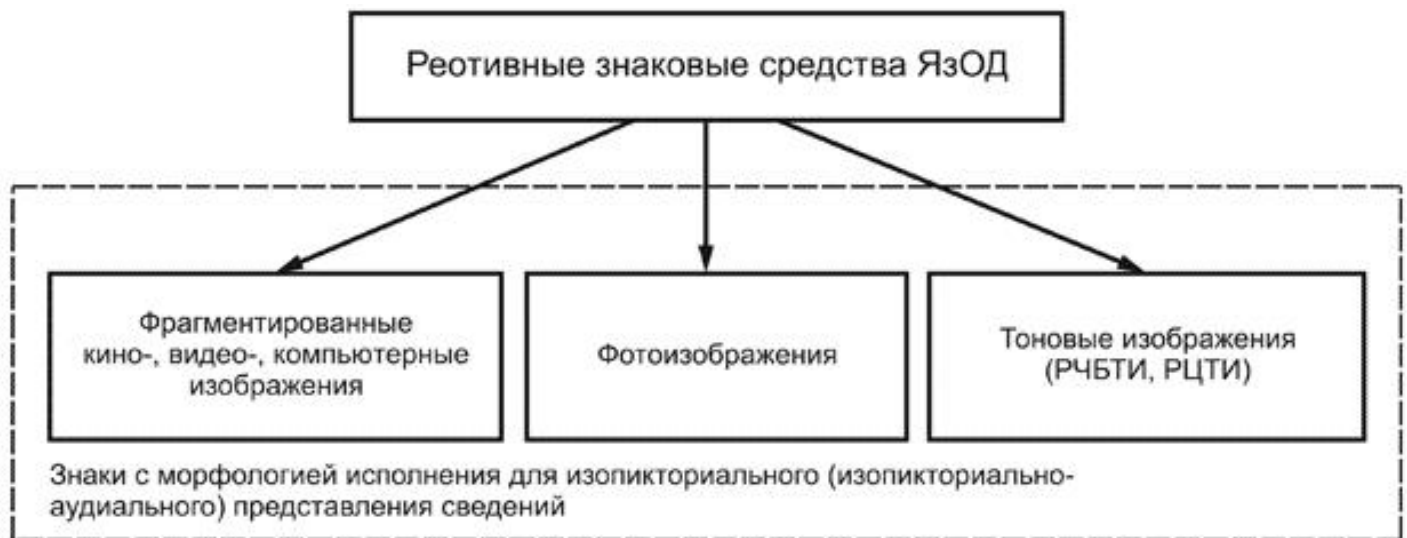 Реотивные знаковые средства ЯзОД
Фрагментированные
кино-, видео-, компьютерные
изображения
Фотоизображения
Тоновые изображения
(РЧБТИ, РЦТИ)
Знаки с морфологией исполнения для изопикториального (изопикториально-
аудиального) представления сведений